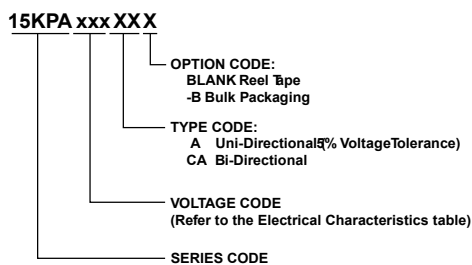 15KPA xxx XX X
OPTION CODE:
BLANK Reel Tape
-B Bulk Packaging
TYPE CODE:
A Uni-Directional(5% VoltageTolerance)
CA Bi-Directional
VOLTAGE CODE
(Refer to the Electrical Characteristics table)
SERIES CODE